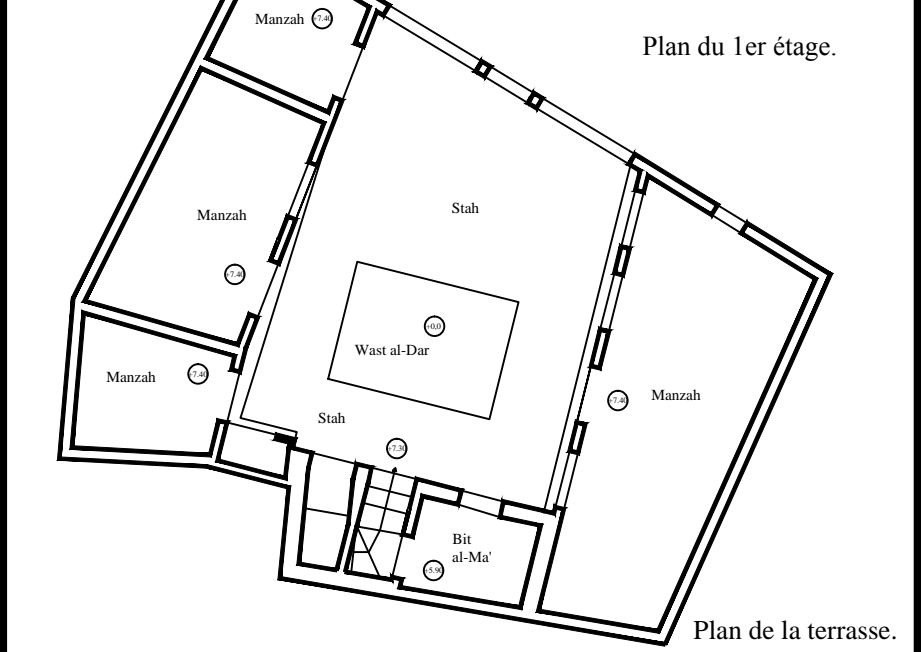 Manzah +7.40
Plan du 1er étage.
Manzah
Stah
+7.40
+0,0
Wast al-Dar
Manzah +7.40
+7.40 Manzah
Stah
+7.30
Bit
al-Ma'
+5.90
Plan de la terrasse.